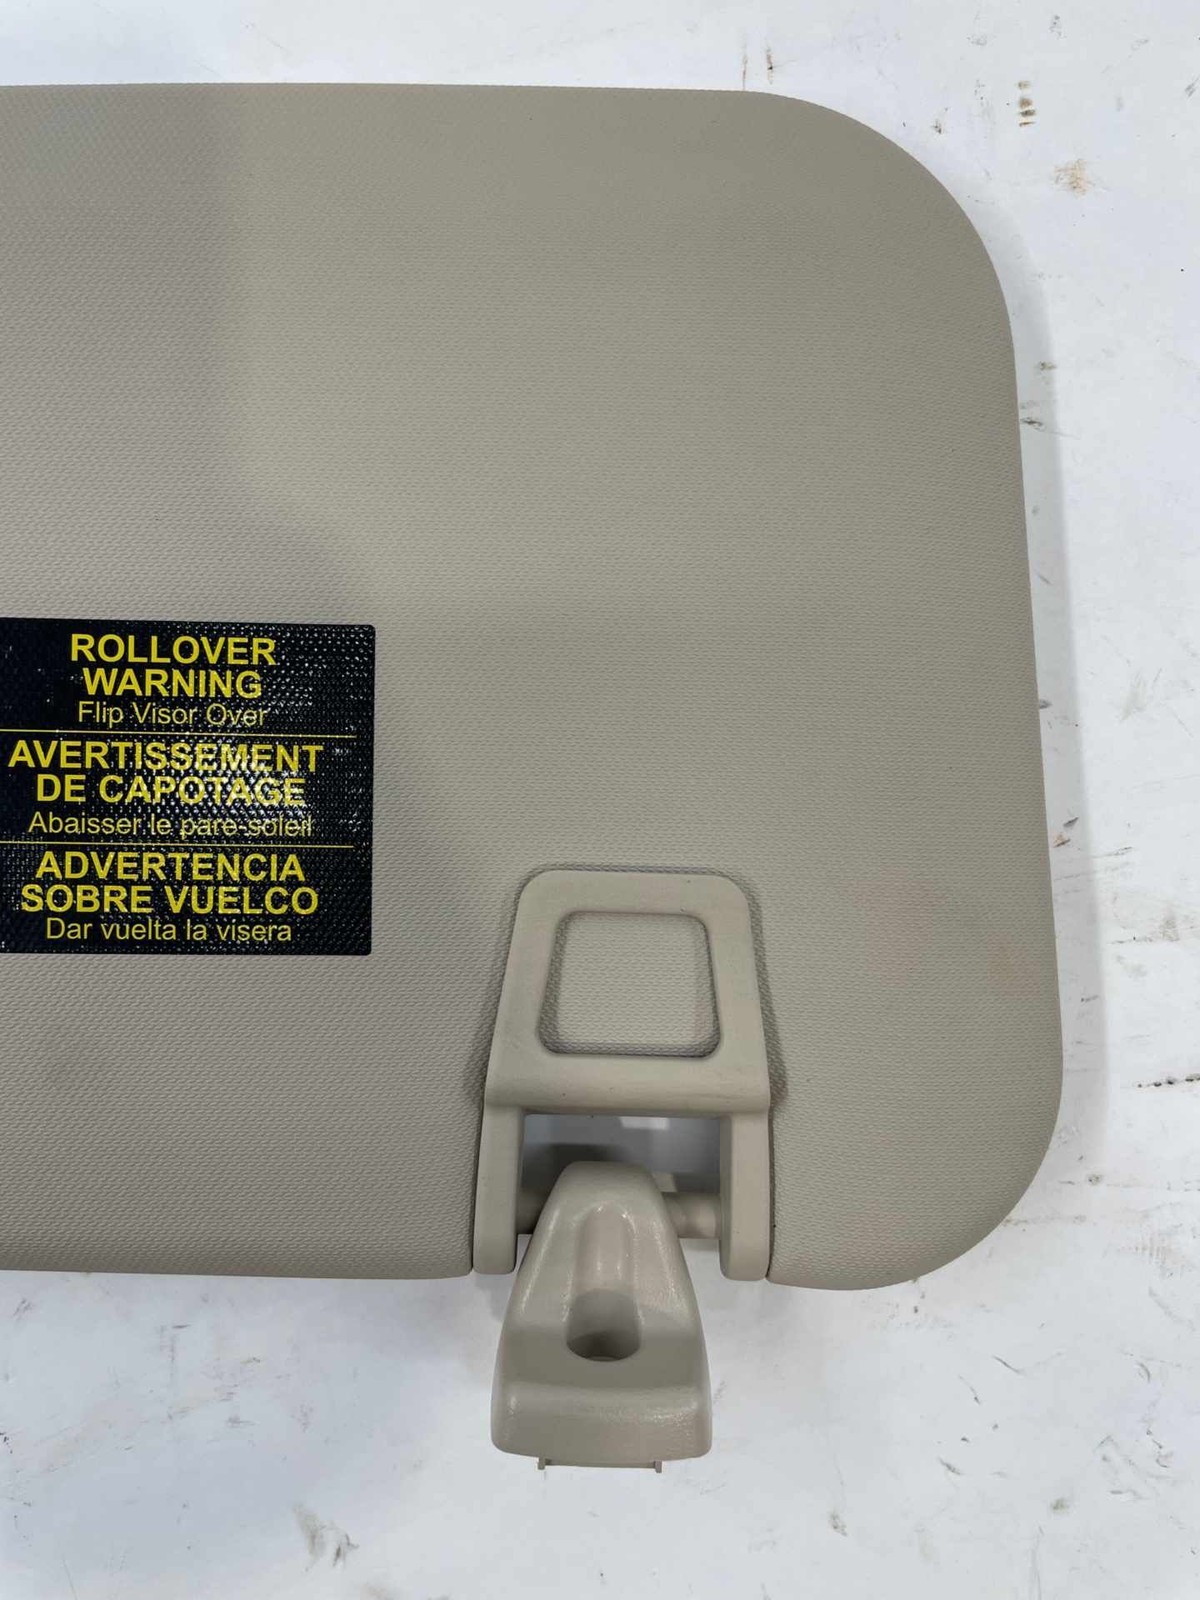 ROLLOVER
WARNING
Flip Visor Over
AVERTISSEMENT
DE CAPOTAGE
Abaisser le pare-soleil
ADVERTENCIA
SOBRE VUELCO
Dar vuelta la visera